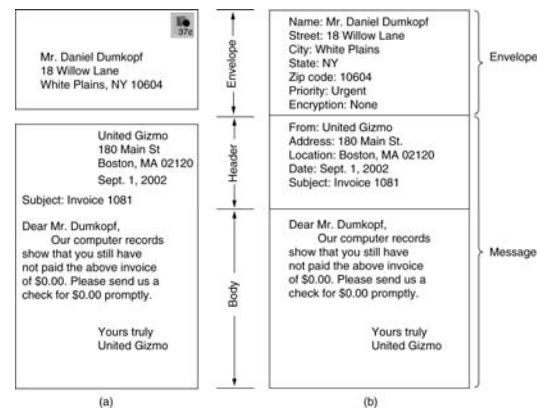 37¢
Mr. Daniel Dumkopf
18 Willow Lane
White Plains, NY 10604
United Gizmo
180 Main St
Boston, MA 02120
Sept. 1, 2002
Subject: Invoice 1081
Dear Mr. Dumkopf,
Our computer records
show that you still have
not paid the above invoice
of $0.00. Please send us a
check for $0.00 promptly.
Yours truly
United Gizmo
(a)
Envelope
Header
Body
Name: Mr. Daniel Dumkopf
Street: 18 Willow Lane
City: White Plains
State: NY
Zip code: 10604
Priority: Urgent
Encryption: None
From: United Gizmo
Address: 180 Main St.
Location: Boston, MA 02120
Date: Sept. 1, 2002
Subject: Invoice 1081
Dear Mr. Dumkopf,
Our computer records
show that you still have
not paid the above invoice
of $0.00. Please send us a
check for $0.00 promptly.
Yours truly
United Gizmo
(b)
Envelope
Message